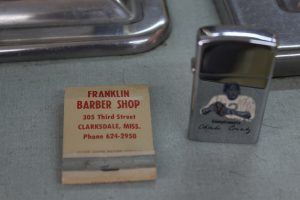 FRANKLIN
BARBER SHOP
305 Third Street
CLARKSDALE, MISS.
Phone 624-2950